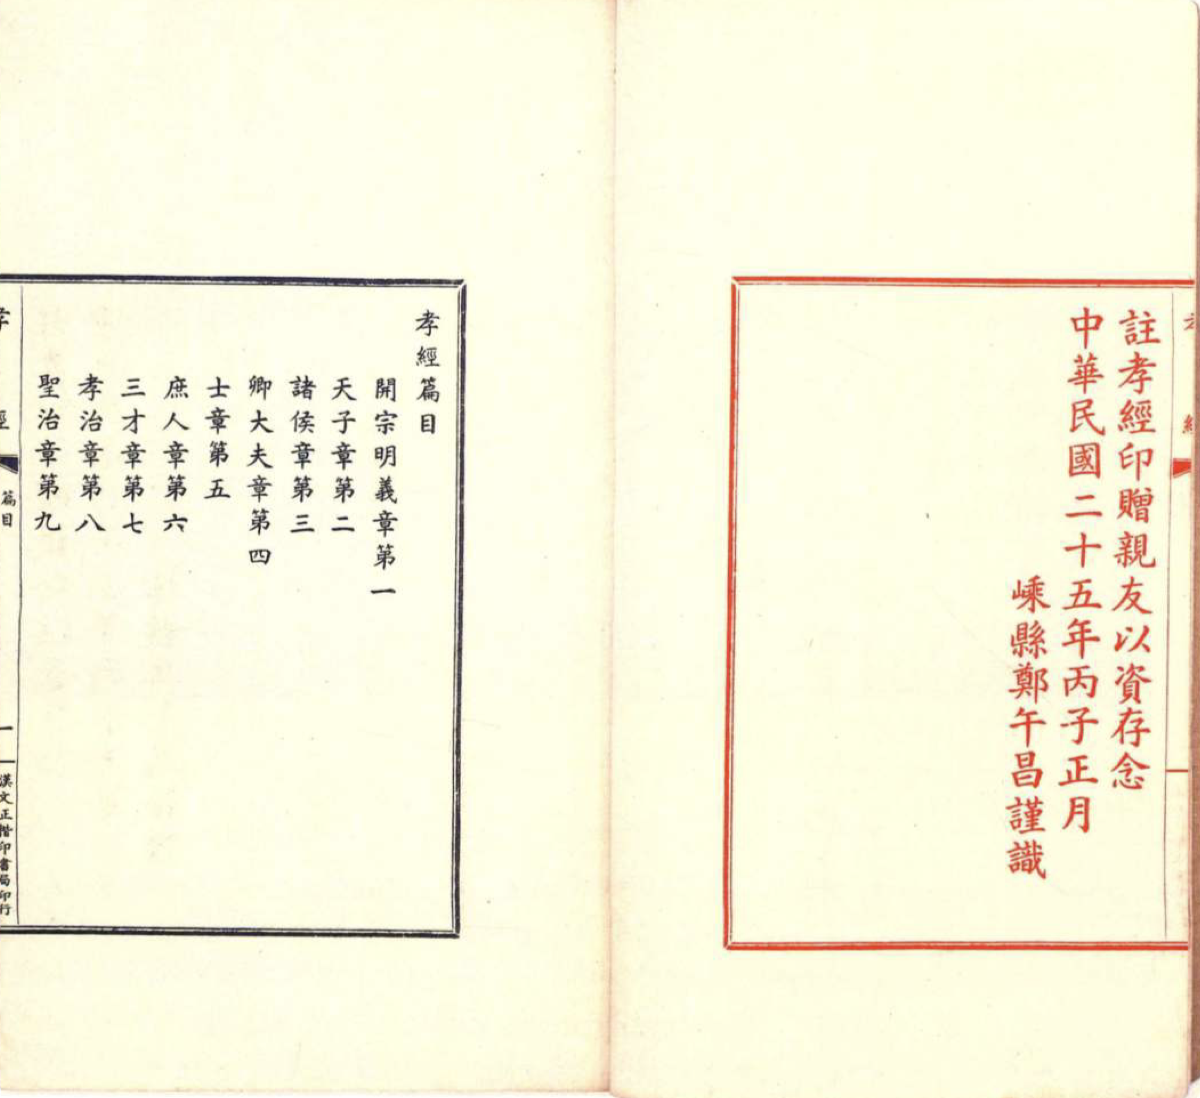 註孝經印贈親友以資存念
中華民國二十五年丙子正月
嵊縣鄭午昌謹識
孝經篇目
開宗明義章第一
天子章第二
諸侯章第三
卿大夫章第四
士章第五
庶人章第六
三才章第七
孝治章第八
聖治章第九
孝經
篇目
一
漢文正楷印書局印行